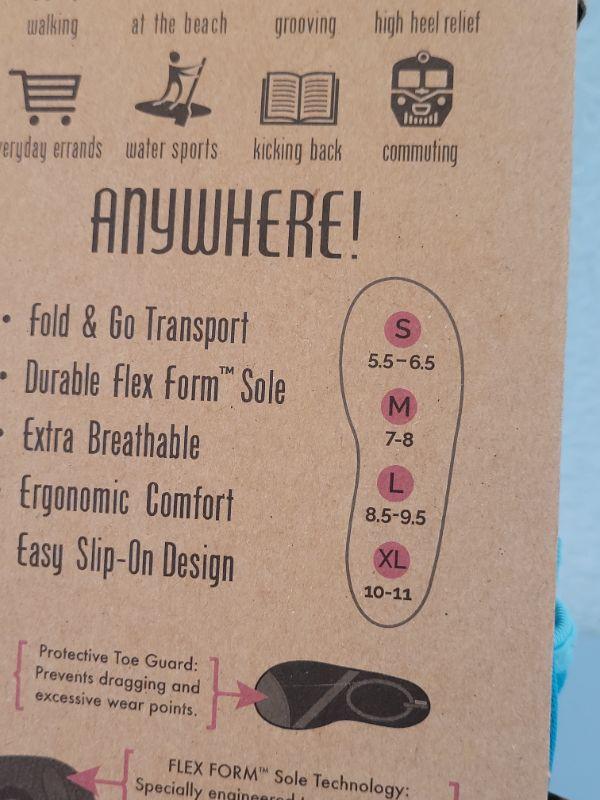 walking at the beach grooving high heel relief
everyday errands water sports kicking back commuting
ANYWHERE!
• Fold & Go Transport
• Durable Flex Form™ Sole
• Extra Breathable
Ergonomic Comfort
Easy Slip-On Design
S
5.5-6.5
M
7-8
L
8.5-9.5
XL
10-11
Protective Toe Guard:
Prevents dragging and
excessive wear points.
FLEX FORM™ Sole Technology:
Specially engineered